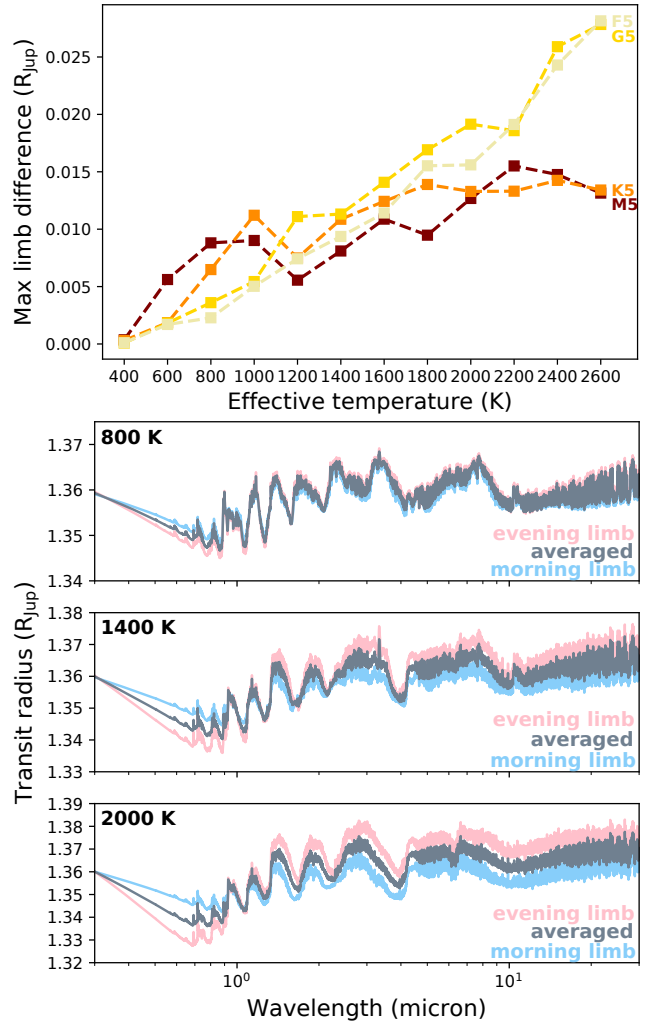 Max limb difference (R_Jup)
0.025
0.020
0.015
0.010
0.005
0.000
F5
G5
K5
M5
400 600 800 1000 1200 1400 1600 1800 2000 2200 2400 2600
Effective temperature (K)
Transit radius (R_Jup)
800 K
1.37
1.36
1.35
1.34
evening limb
averaged
morning limb
1400 K
1.38
1.37
1.36
1.35
1.34
1.33
evening limb
averaged
morning limb
2000 K
1.39
1.38
1.37
1.36
1.35
1.34
1.33
1.32
evening limb
averaged
morning limb
10⁰ 10¹
Wavelength (micron)